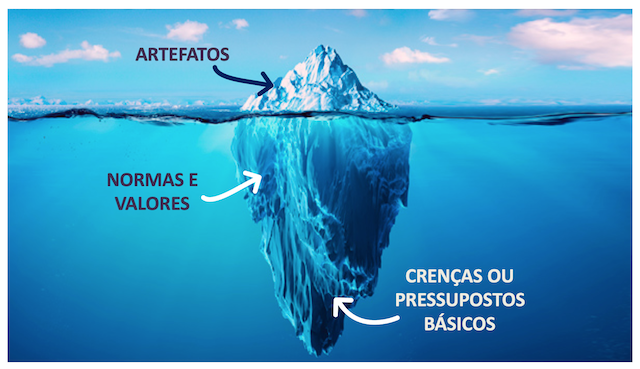 ARTEFATOS
NORMAS E
VALORES
CRENÇAS OU
PRESSUPOSTOS
BÁSICOS